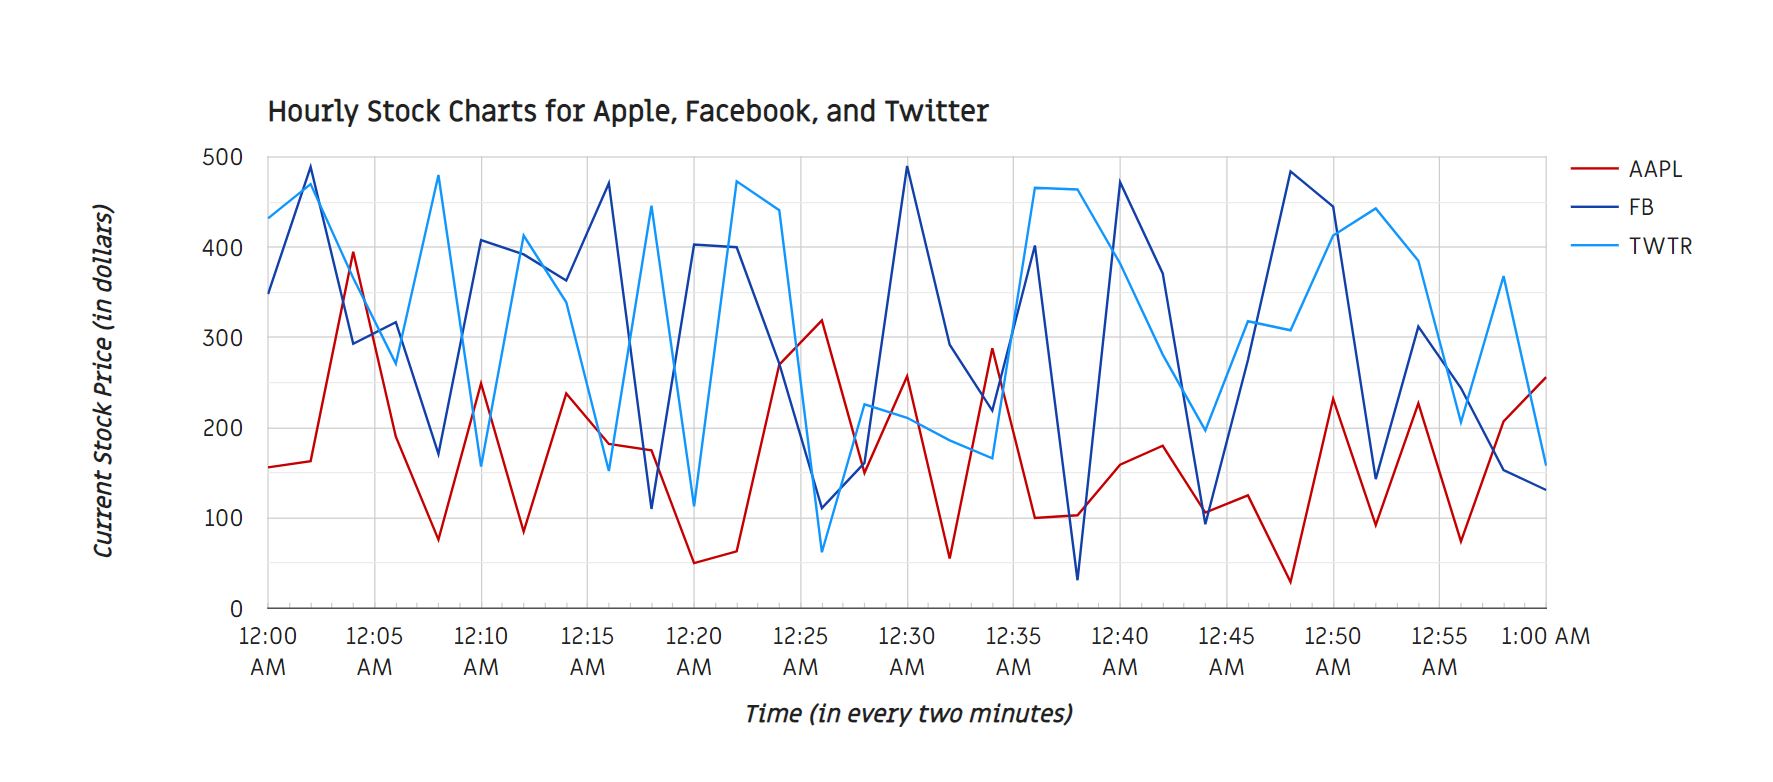 Hourly Stock Charts for Apple, Facebook, and Twitter
Current Stock Price (in dollars)
500
400
300
200
100
0
12:00 12:05 12:10 12:15 12:20 12:25 12:30 12:35 12:40 12:45 12:50 12:55 1:00 AM
AM AM AM AM AM AM AM AM AM AM AM AM
Time (in every two minutes)
AAPL
FB
TWTR